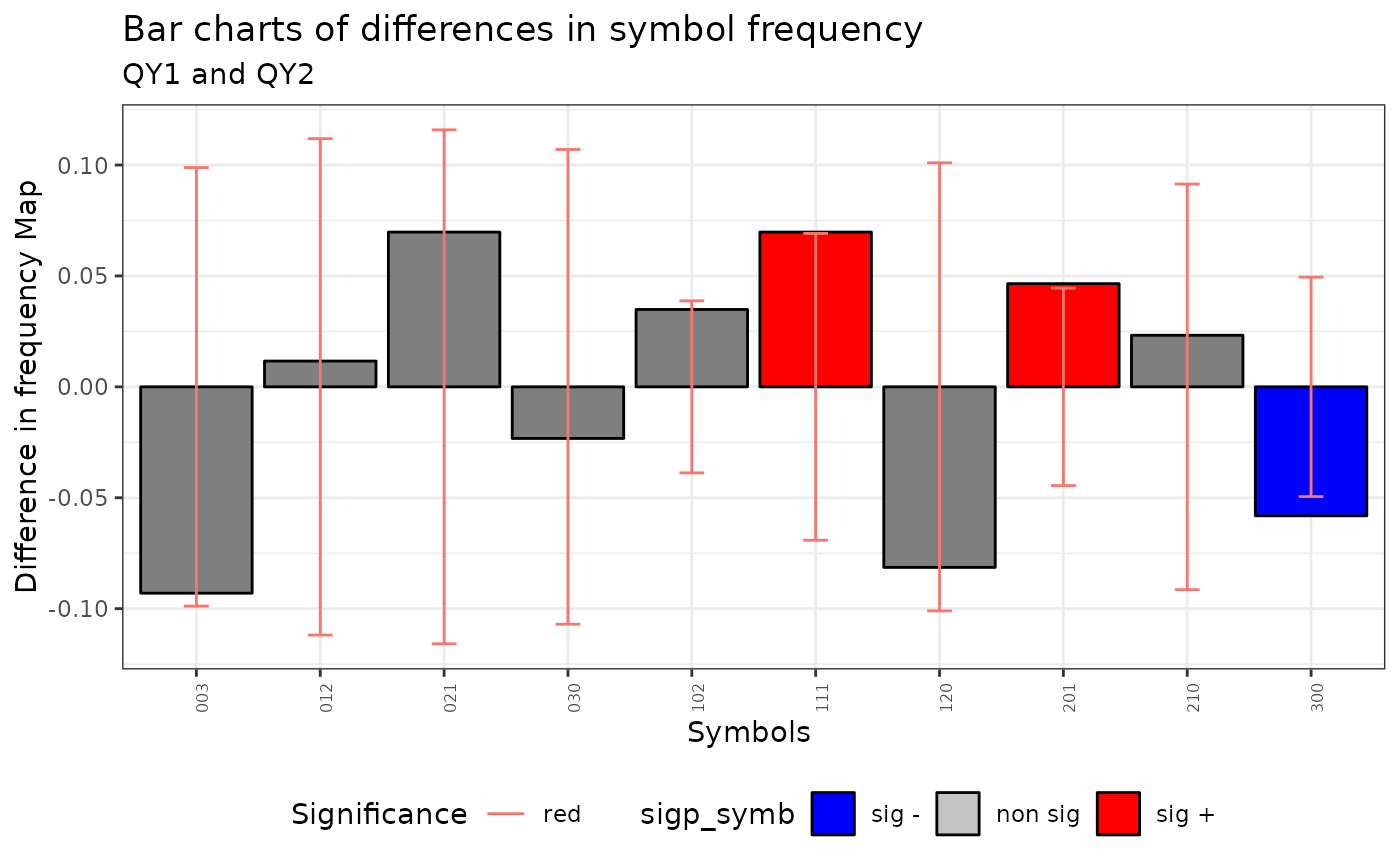 Bar charts of differences in symbol frequency
QY1 and QY2
Difference in frequency Map
0.10
0.05
0.00
-0.05
-0.10
003 012 021 030 102 111 120 201 210 300
Symbols
Significance red sigp_symb sig - non sig sig +